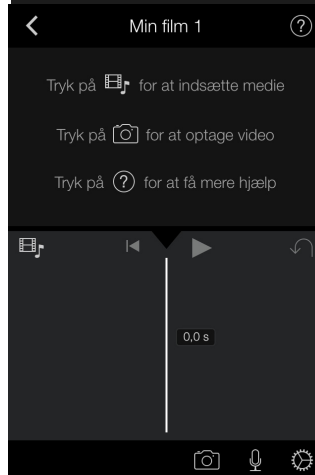 Min film 1
?
Tryk på for at indsætte medie
Tryk på for at optage video
Tryk på ? for at få mere hjælp
0,0 s